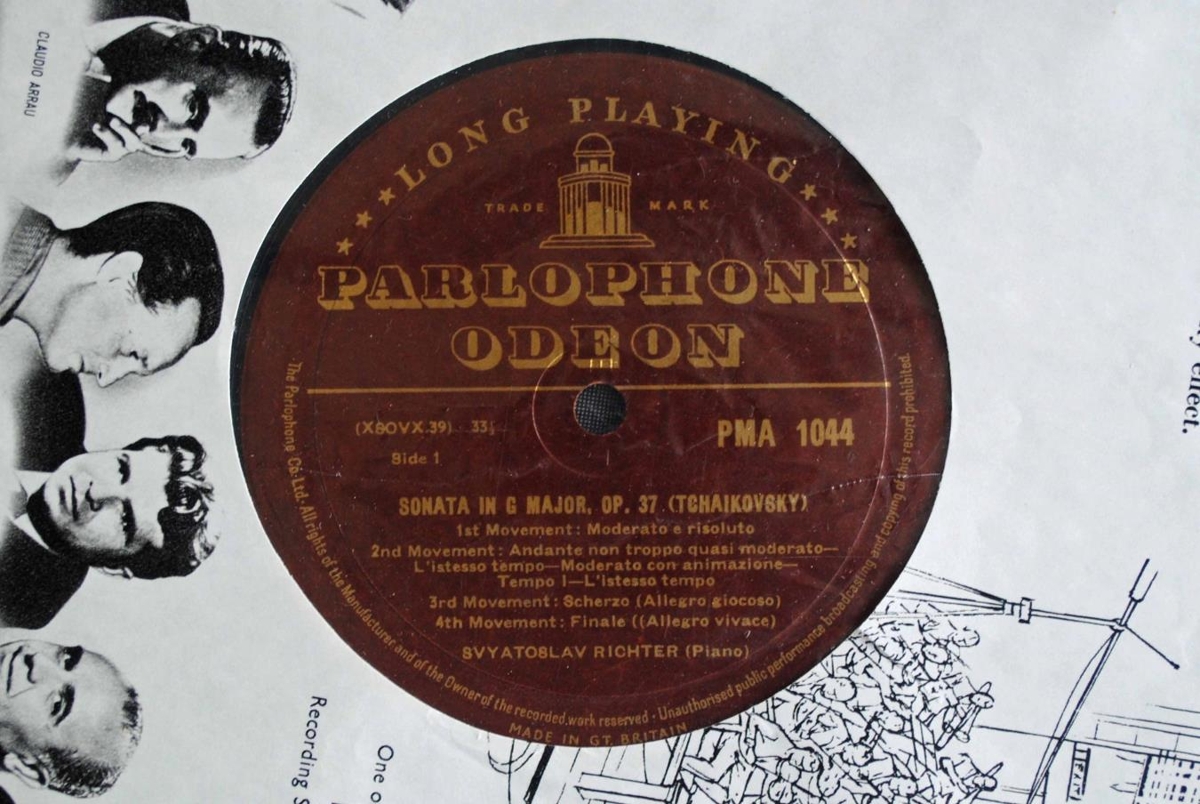 CLAUDIO ARRAU
★★★LONG PLAYING★★★
TRADE MARK
PARLOPHONE
ODEON
(XBOVX.39) 33⅓
PMA 1044
Side 1
SONATA IN G MAJOR, OP. 37 (TCHAIKOVSKY)
1st Movement: Moderato e risoluto
2nd Movement: Andante non troppo quasi moderato—
L'istesso tempo—Moderato con animazione—
Tempo I—L'istesso tempo
3rd Movement: Scherzo (Allegro giocoso)
4th Movement: Finale ((Allegro vivace)
SVYATOSLAV RICHTER (Piano)
The Parlophone Co. Ltd. All rights of the Manufacturer and of the Owner of the recorded work reserved · Unauthorised public performance broadcasting and copying of this record prohibited.
MADE IN GT. BRITAIN
effect.
Recording
One o